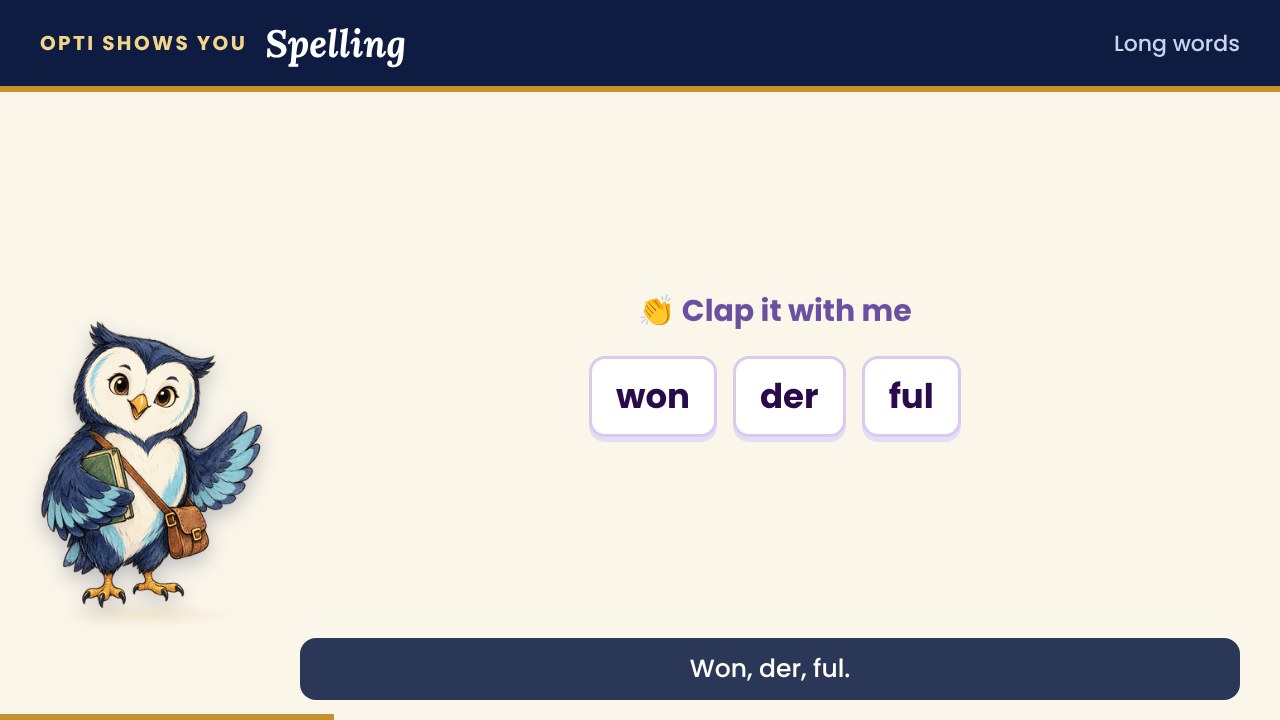 OPTI SHOWS YOU Spelling
Long words
👏 Clap it with me
won der ful
Won, der, ful.